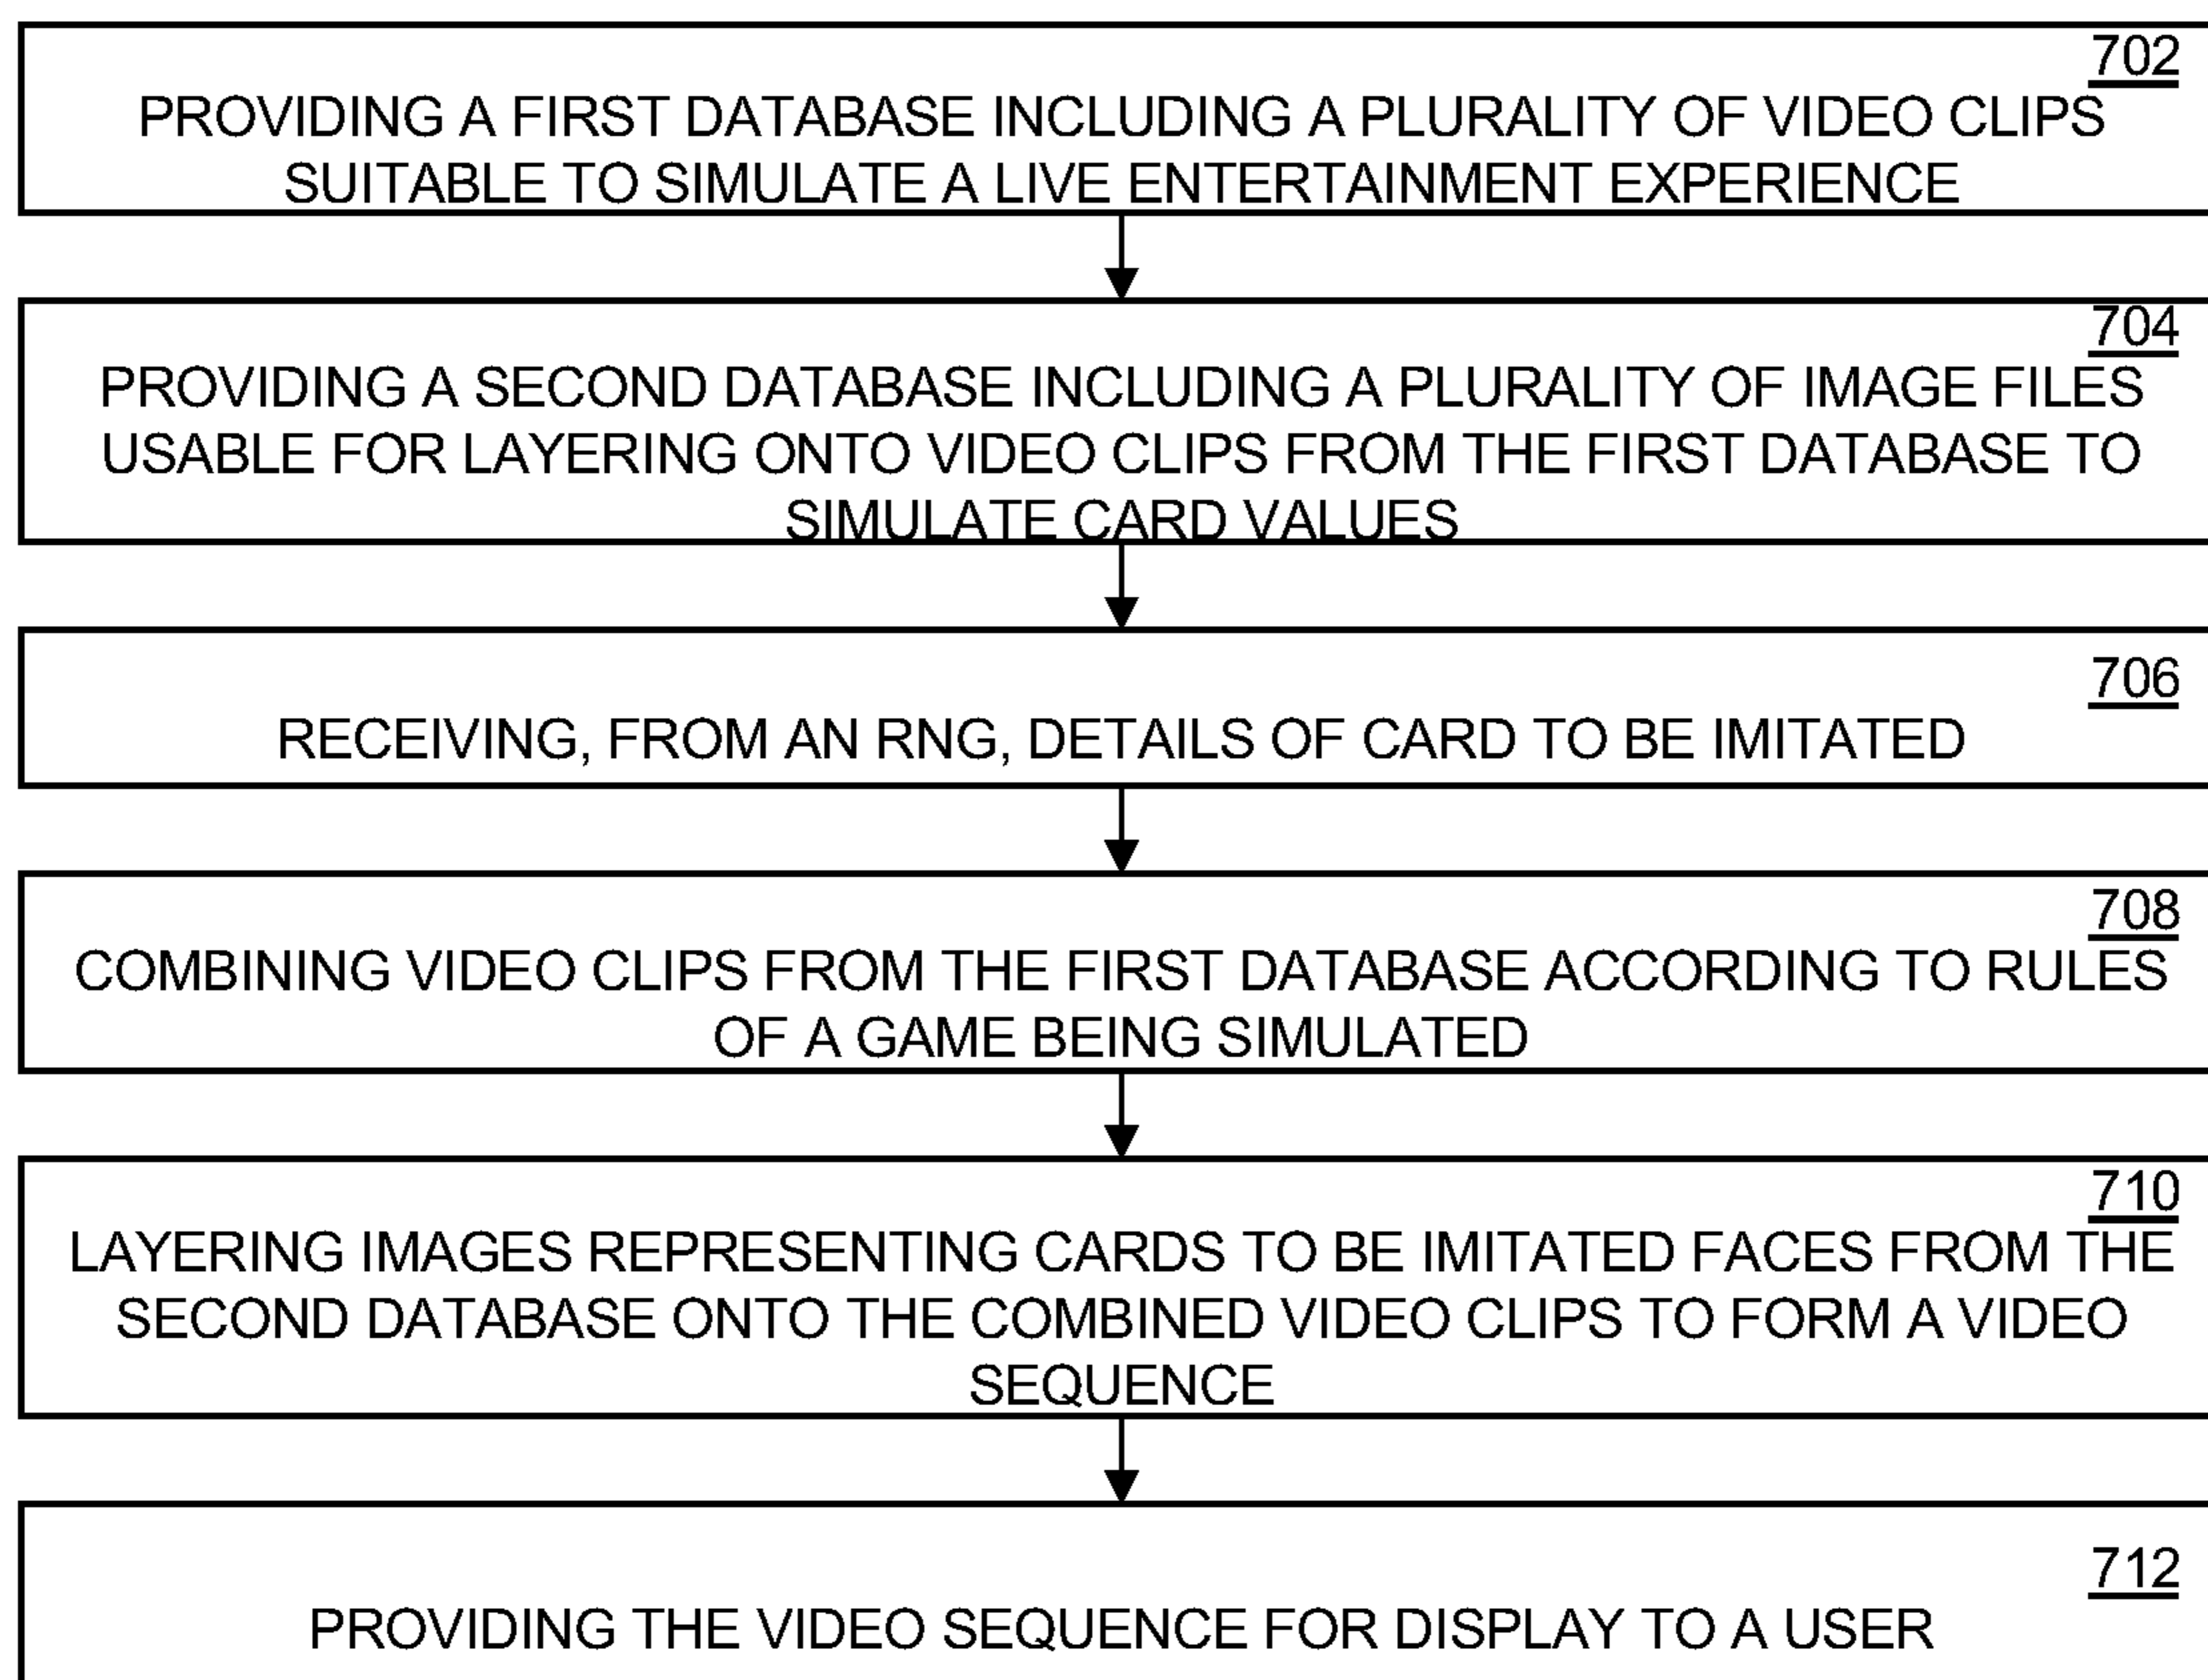 702
PROVIDING A FIRST DATABASE INCLUDING A PLURALITY OF VIDEO CLIPS
SUITABLE TO SIMULATE A LIVE ENTERTAINMENT EXPERIENCE
704
PROVIDING A SECOND DATABASE INCLUDING A PLURALITY OF IMAGE FILES
USABLE FOR LAYERING ONTO VIDEO CLIPS FROM THE FIRST DATABASE TO
SIMULATE CARD VALUES
706
RECEIVING, FROM AN RNG, DETAILS OF CARD TO BE IMITATED
708
COMBINING VIDEO CLIPS FROM THE FIRST DATABASE ACCORDING TO RULES
OF A GAME BEING SIMULATED
710
LAYERING IMAGES REPRESENTING CARDS TO BE IMITATED FACES FROM THE
SECOND DATABASE ONTO THE COMBINED VIDEO CLIPS TO FORM A VIDEO
SEQUENCE
712
PROVIDING THE VIDEO SEQUENCE FOR DISPLAY TO A USER